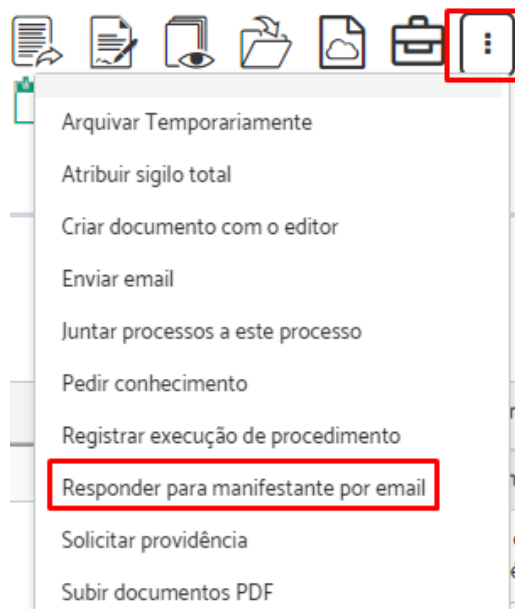 Arquivar Temporariamente
Atribuir sigilo total
Criar documento com o editor
Enviar email
Juntar processos a este processo
Pedir conhecimento
Registrar execução de procedimento
Responder para manifestante por email
Solicitar providência
Subir documentos PDF